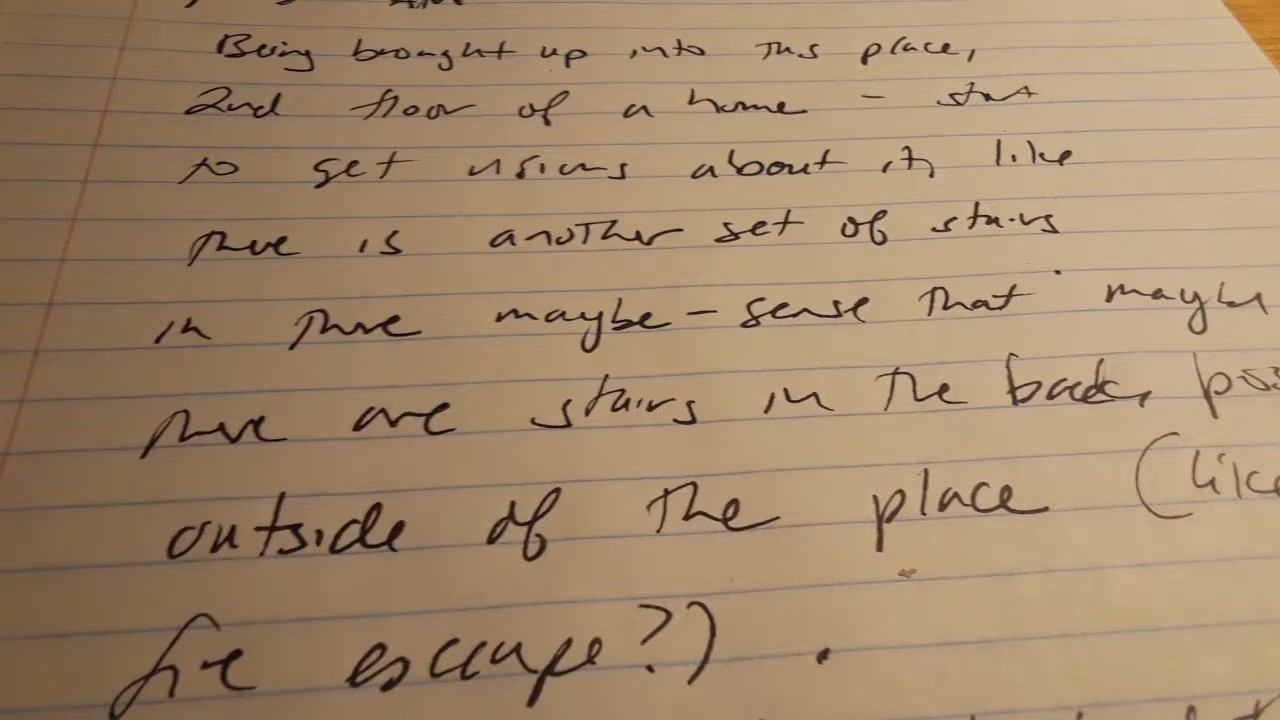 Being brought up into this place,
2nd floor of a home - start
to get visions about it, like
there is another set of stairs
in there maybe - sense that maybe
there are stairs in the back,
outside of the place (like
fire escape?).